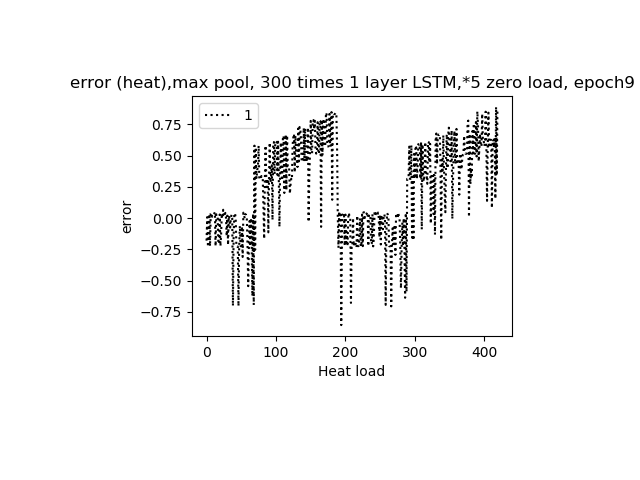 error (heat),max pool, 300 times 1 layer LSTM,*5 zero load, epoch9
1
0.75
0.50
0.25
0.00
−0.25
−0.50
−0.75
error
0 100 200 300 400
Heat load